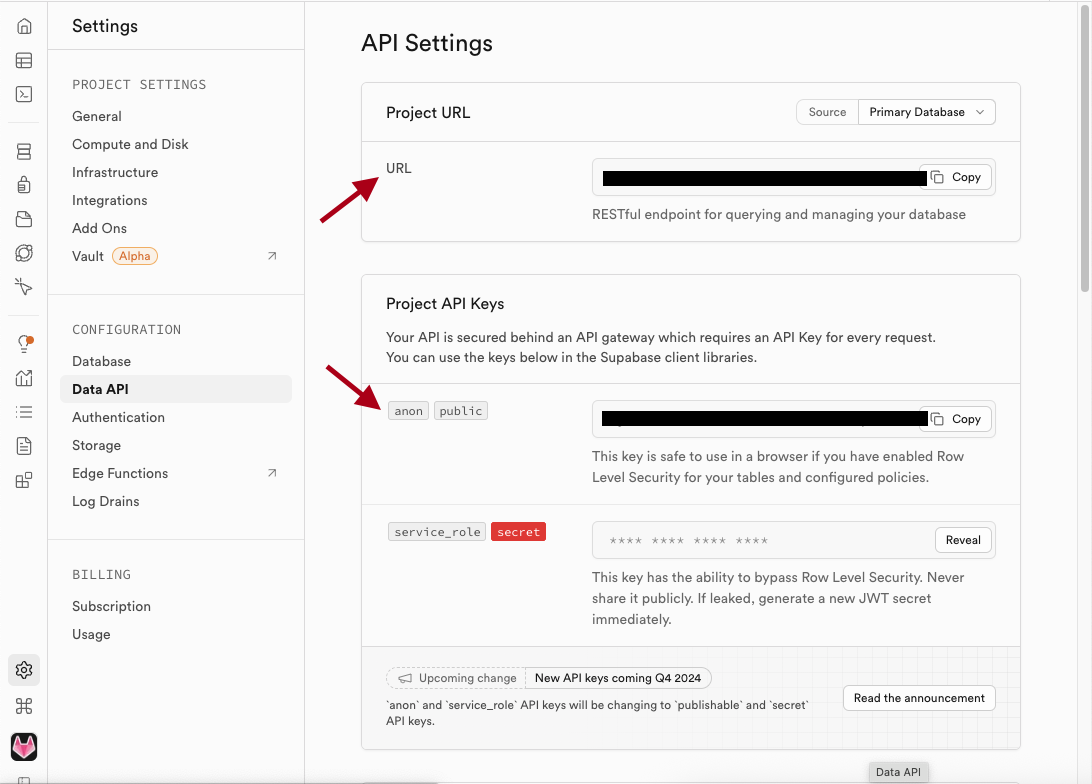 Settings
PROJECT SETTINGS
General
Compute and Disk
Infrastructure
Integrations
Add Ons
Vault Alpha
CONFIGURATION
Database
Data API
Authentication
Storage
Edge Functions
Log Drains
BILLING
Subscription
Usage
API Settings
Project URL
Source Primary Database
URL
Copy
RESTful endpoint for querying and managing your database
Project API Keys
Your API is secured behind an API gateway which requires an API Key for every request.
You can use the keys below in the Supabase client libraries.
anon public
Copy
This key is safe to use in a browser if you have enabled Row
Level Security for your tables and configured policies.
service_role secret
**** **** **** ****
Reveal
This key has the ability to bypass Row Level Security. Never
share it publicly. If leaked, generate a new JWT secret
immediately.
Upcoming change New API keys coming Q4 2024
`anon` and `service_role` API keys will be changing to `publishable` and `secret`
API keys.
Read the announcement
Data API